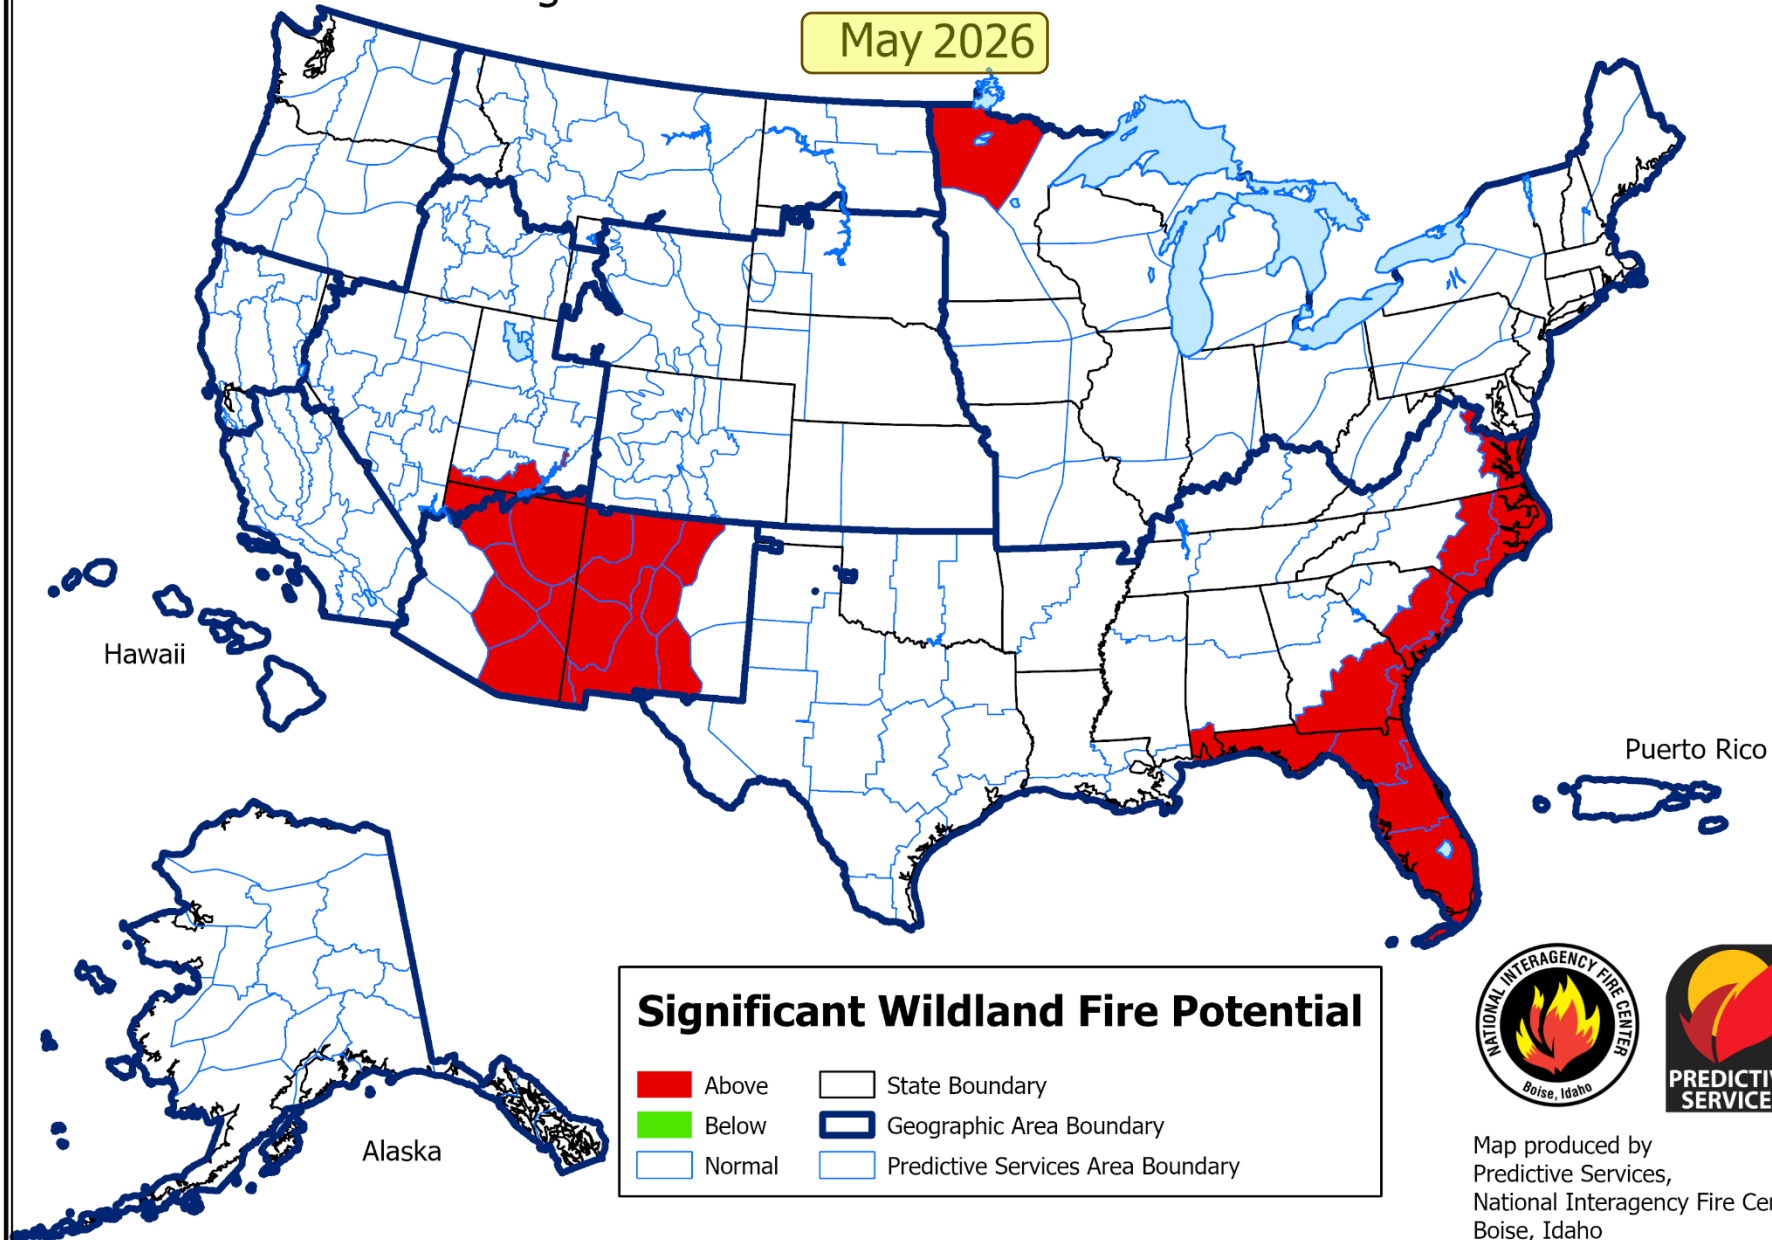 May 2026
Hawaii
Puerto Rico
Alaska
Significant Wildland Fire Potential
Above
State Boundary
Below
Geographic Area Boundary
Normal
Predictive Services Area Boundary
NATIONAL INTERAGENCY FIRE CENTER
Boise, Idaho
PREDICTIV
SERVICE
Map produced by
Predictive Services,
National Interagency Fire Cen
Boise, Idaho